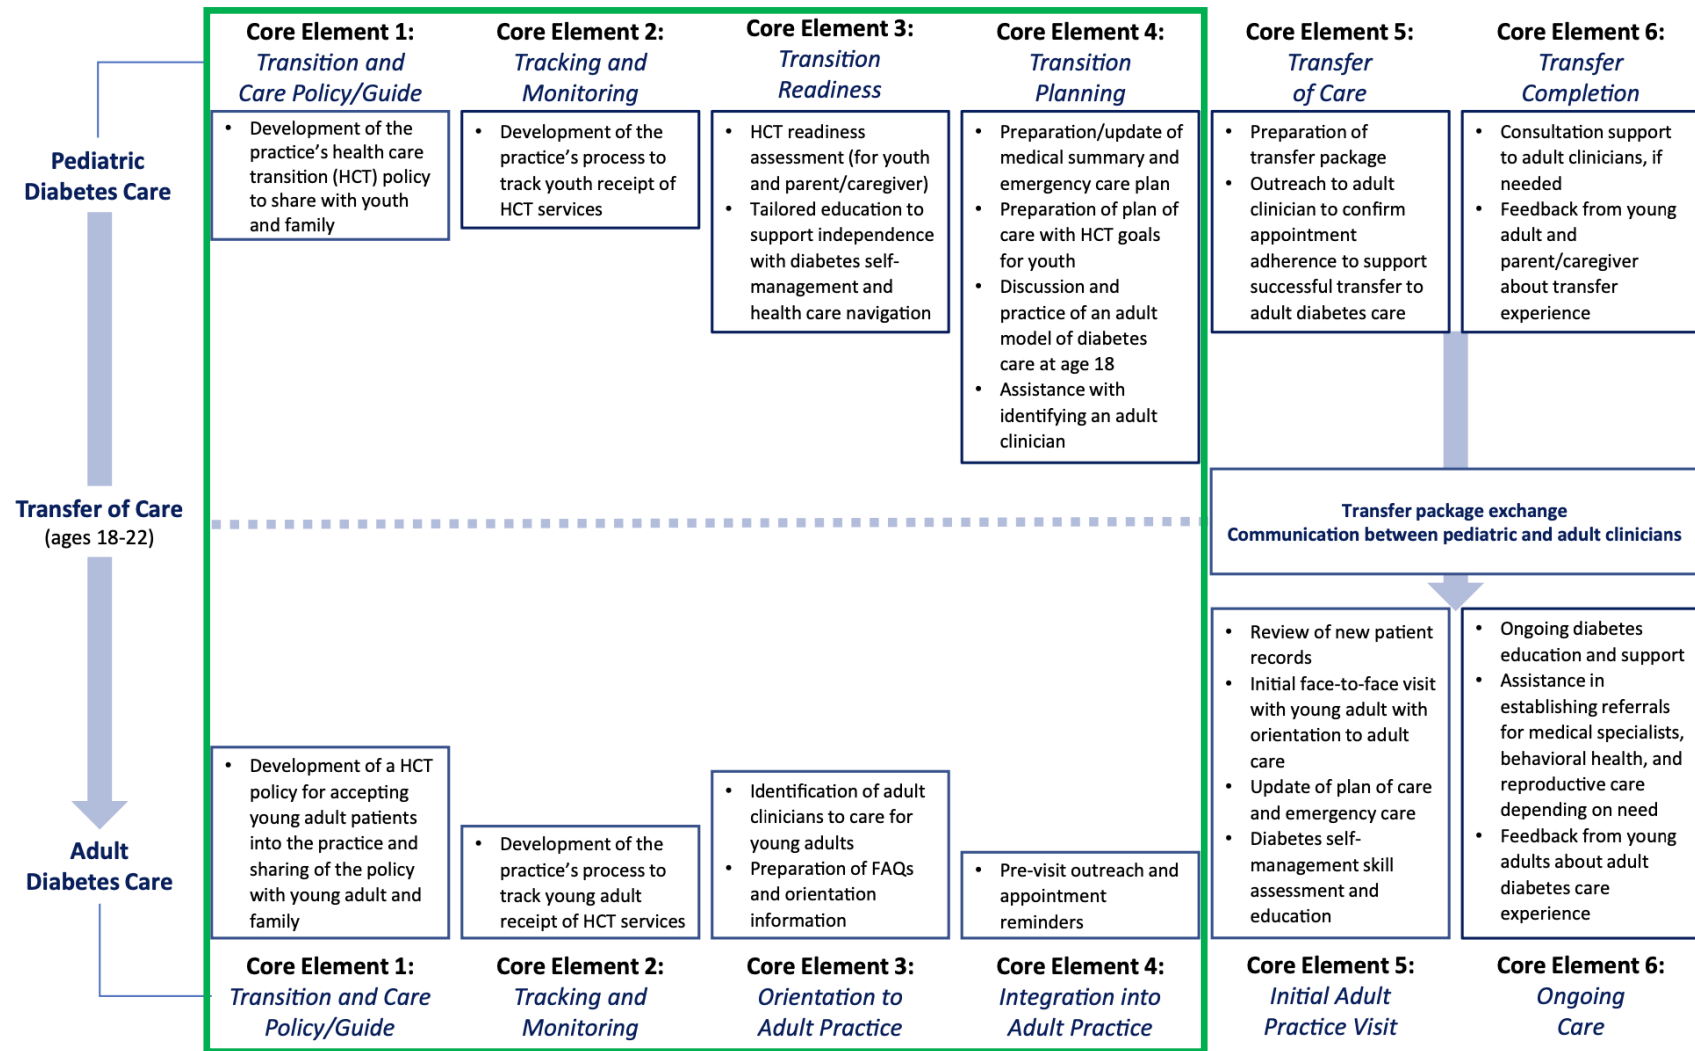 Core Element 1:
Transition and
Care Policy/Guide
Core Element 2:
Tracking and
Monitoring
Core Element 3:
Transition
Readiness
Core Element 4:
Transition
Planning
Core Element 5:
Transfer
of Care
Core Element 6:
Transfer
Completion
Pediatric
Diabetes Care
• Development of the
practice's health care
transition (HCT) policy
to share with youth
and family
• Development of the
practice's process to
track youth receipt of
HCT services
• HCT readiness
assessment (for youth
and parent/caregiver)
• Tailored education to
support independence
with diabetes self-
management and
health care navigation
• Preparation/update of
medical summary and
emergency care plan
• Preparation of plan of
care with HCT goals
for youth
• Discussion and
practice of an adult
model of diabetes
care at age 18
• Assistance with
identifying an adult
clinician
• Preparation of
transfer package
• Outreach to adult
clinician to confirm
appointment
adherence to support
successful transfer to
adult diabetes care
• Consultation support
to adult clinicians, if
needed
• Feedback from young
adult and
parent/caregiver
about transfer
experience
Transfer of Care
(ages 18-22)
Transfer package exchange
Communication between pediatric and adult clinicians
Adult
Diabetes Care
• Development of a HCT
policy for accepting
young adult patients
into the practice and
sharing of the policy
with young adult and
family
• Development of the
practice's process to
track young adult
receipt of HCT services
• Identification of adult
clinicians to care for
young adults
• Preparation of FAQs
and orientation
information
• Pre-visit outreach and
appointment
reminders
• Review of new patient
records
• Initial face-to-face visit
with young adult with
orientation to adult
care
• Update of plan of care
and emergency care
• Diabetes self-
management skill
assessment and
education
• Ongoing diabetes
education and support
• Assistance in
establishing referrals
for medical specialists,
behavioral health, and
reproductive care
depending on need
• Feedback from young
adults about adult
diabetes care
experience
Core Element 1:
Transition and Care
Policy/Guide
Core Element 2:
Tracking and
Monitoring
Core Element 3:
Orientation to
Adult Practice
Core Element 4:
Integration into
Adult Practice
Core Element 5:
Initial Adult
Practice Visit
Core Element 6:
Ongoing
Care